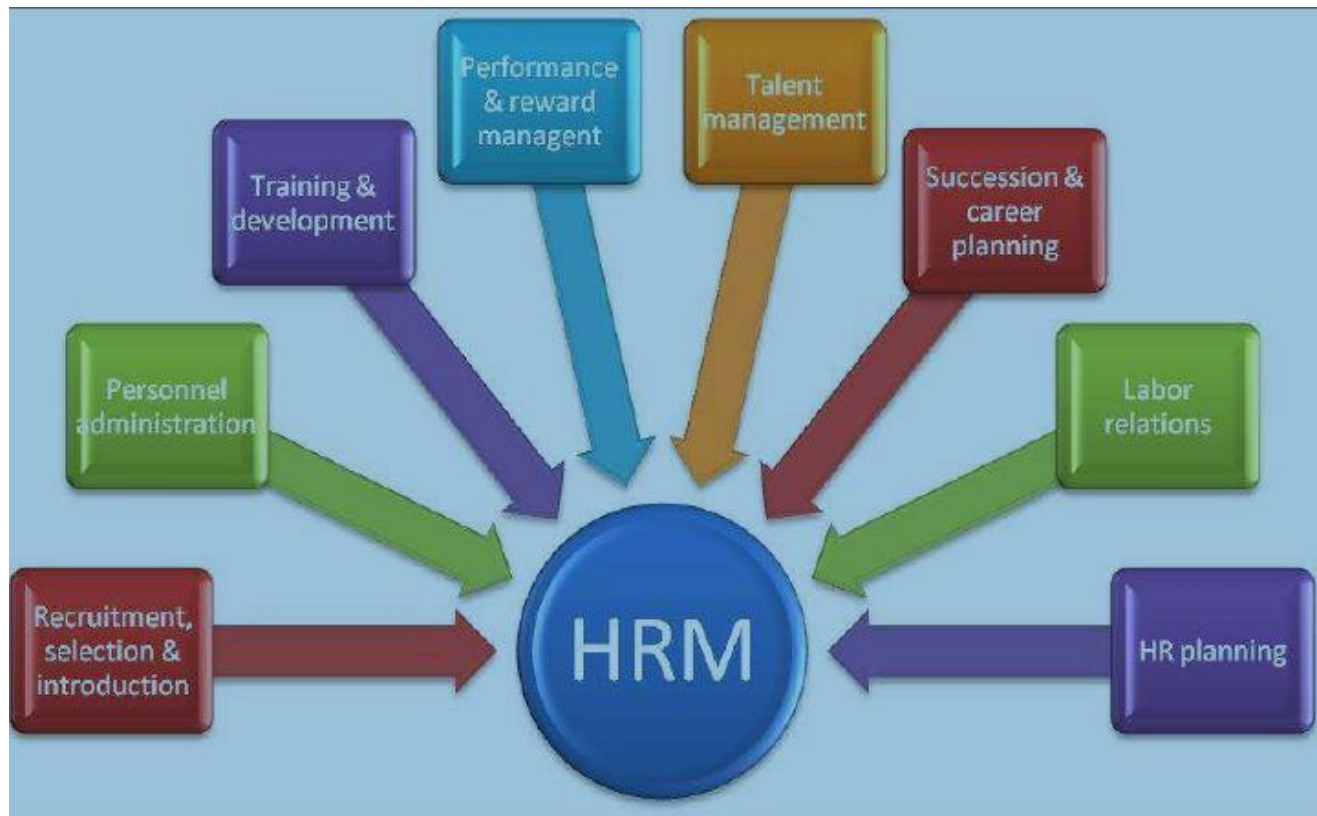 Performance
& reward
managent
Talent
management
Training &
development
Succession &
career
planning
Personnel
administration
Labor
relations
Recruitment,
selection &
introduction
HRM
HR planning